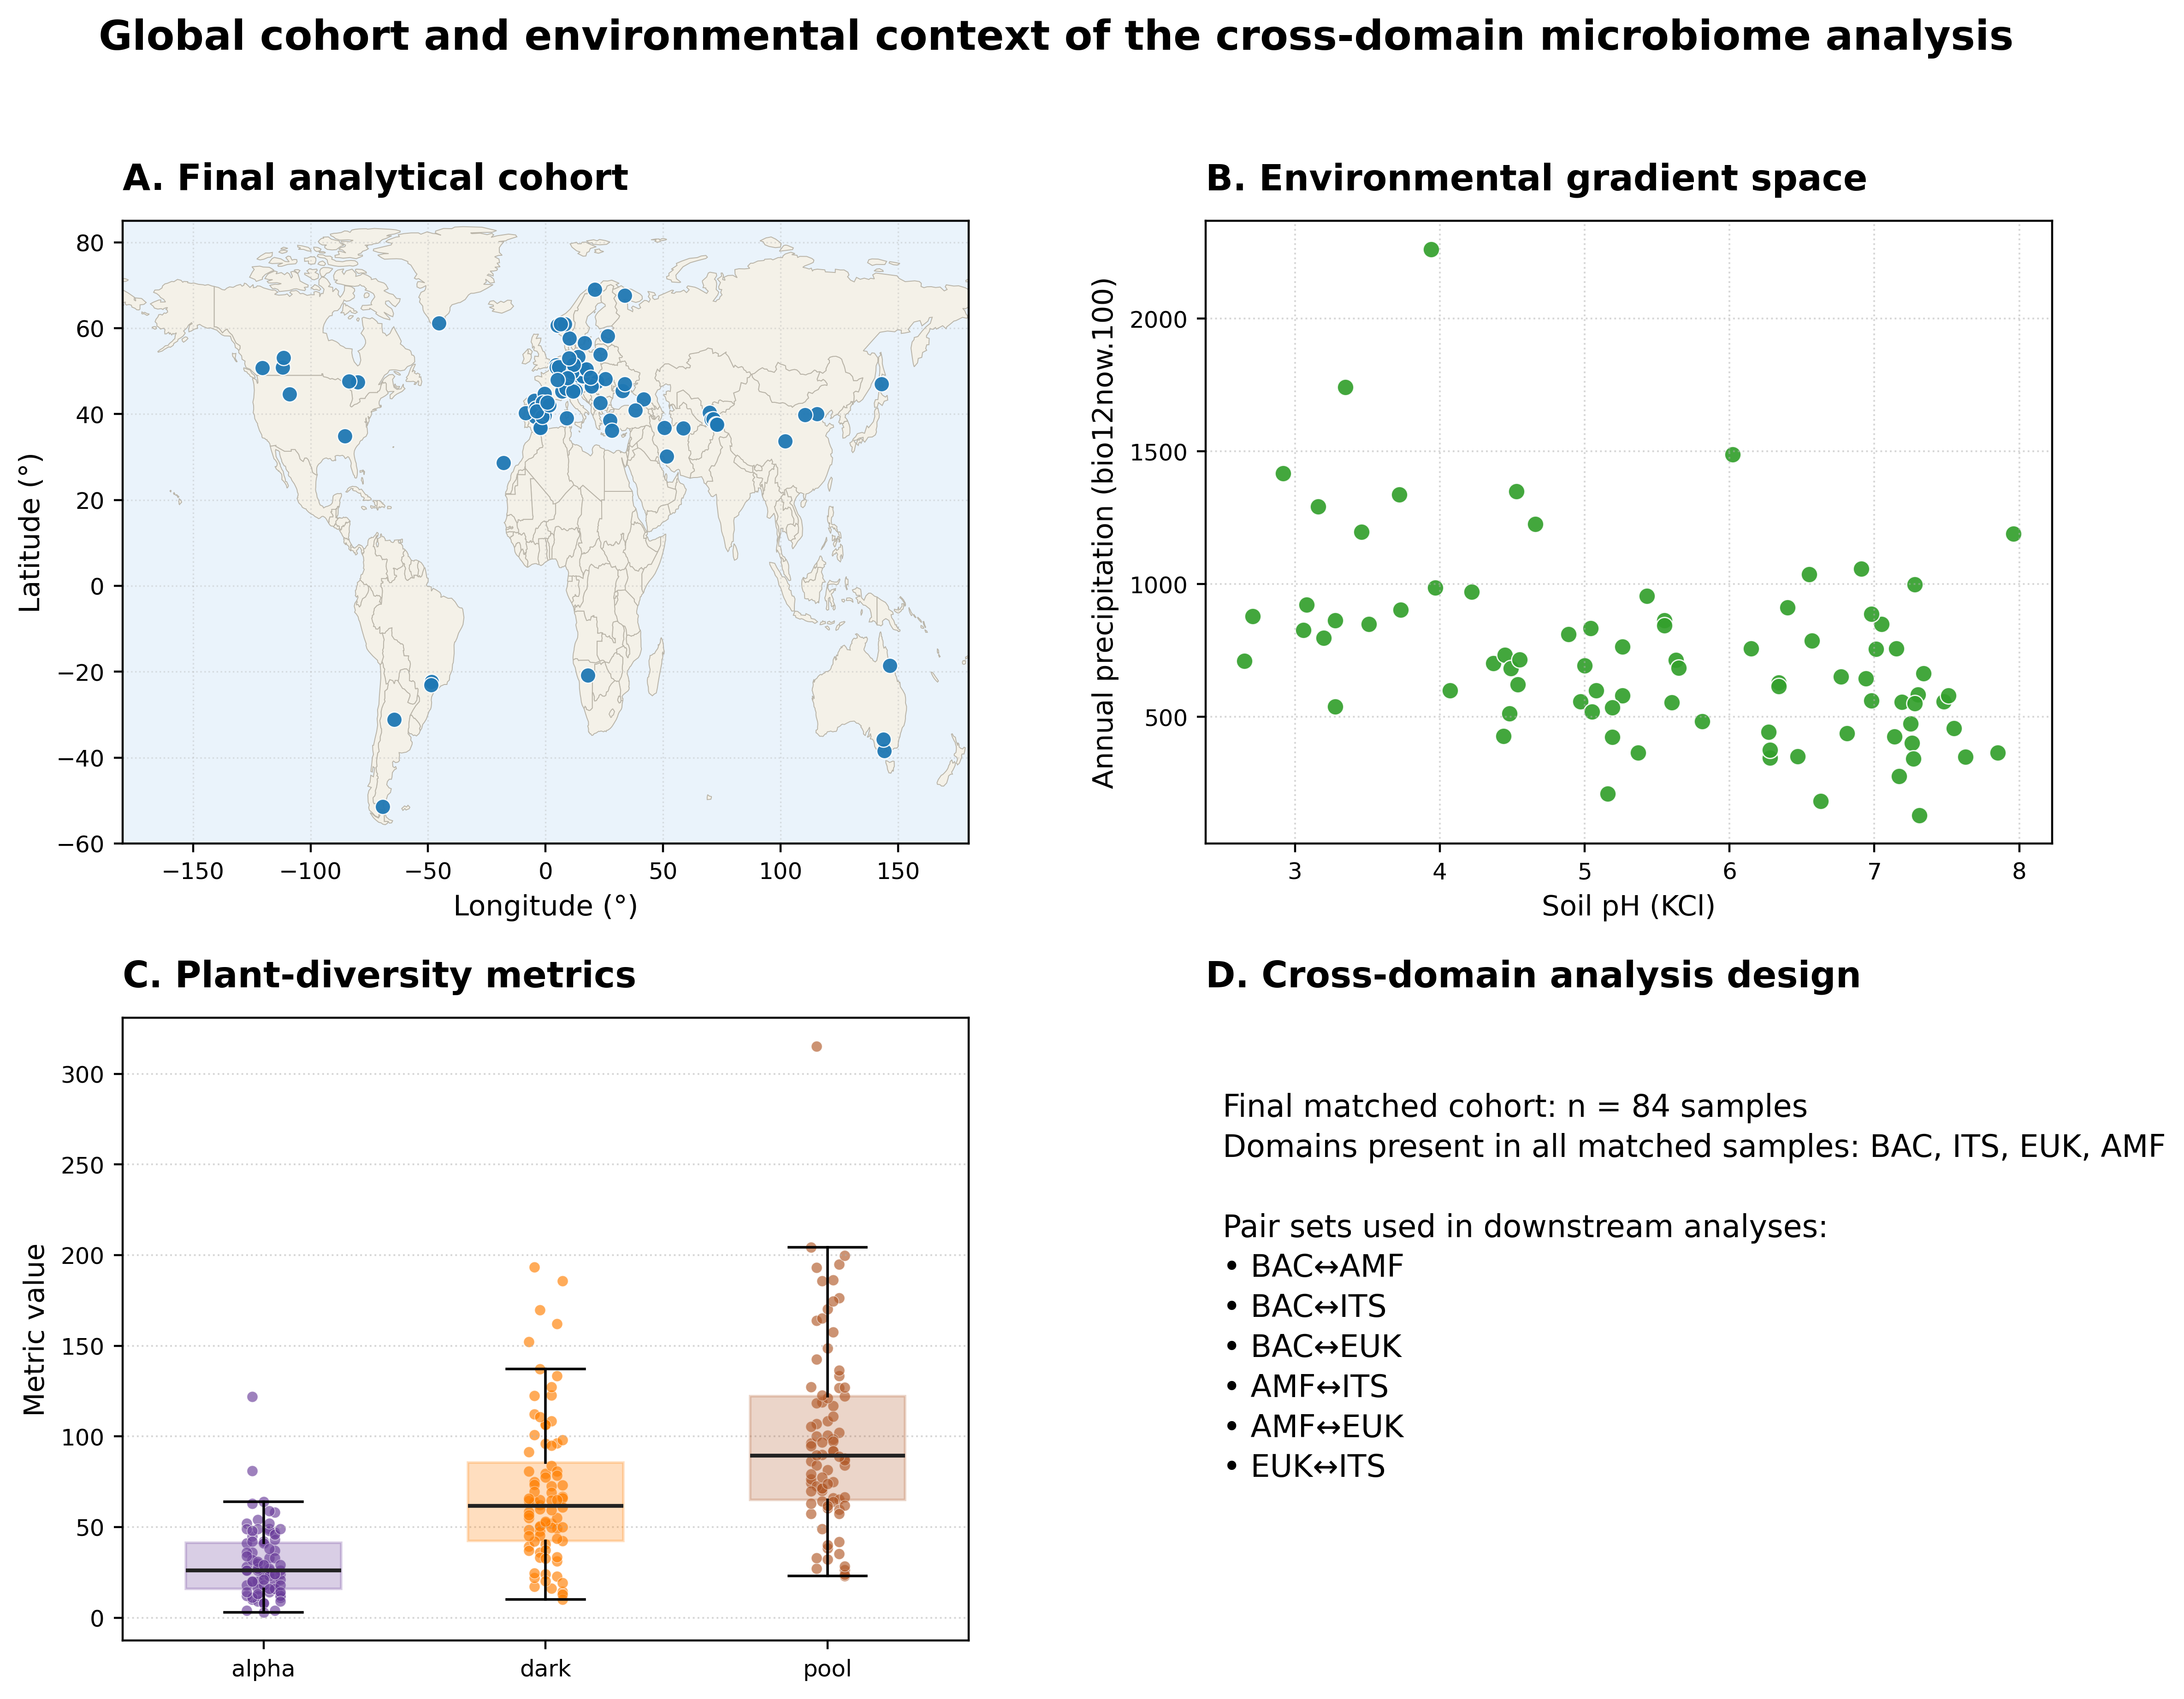 Global cohort and environmental context of the cross-domain microbiome analysis
A. Final analytical cohort
80
60
40
20
0
−20
−40
−60
Latitude (°)
−150
−100
−50
0
50
100
150
Longitude (°)
B. Environmental gradient space
2000
1500
1000
500
Annual precipitation (bio12now.100)
3
4
5
6
7
8
Soil pH (KCl)
C. Plant-diversity metrics
300
250
200
150
100
50
0
Metric value
alpha
dark
pool
D. Cross-domain analysis design
Final matched cohort: n = 84 samples
Domains present in all matched samples: BAC, ITS, EUK, AMF
Pair sets used in downstream analyses:
• BAC↔AMF
• BAC↔ITS
• BAC↔EUK
• AMF↔ITS
• AMF↔EUK
• EUK↔ITS